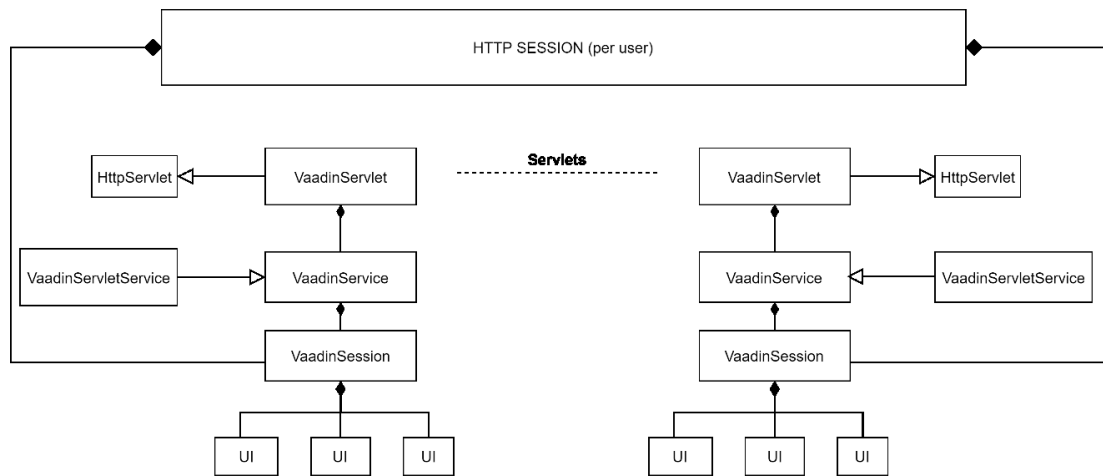 HTTP SESSION (per user)
Servlets
HttpServlet
VaadinServlet
VaadinServlet
HttpServlet
VaadinServletService
VaadinService
VaadinService
VaadinServletService
VaadinSession
VaadinSession
UI
UI
UI
UI
UI
UI